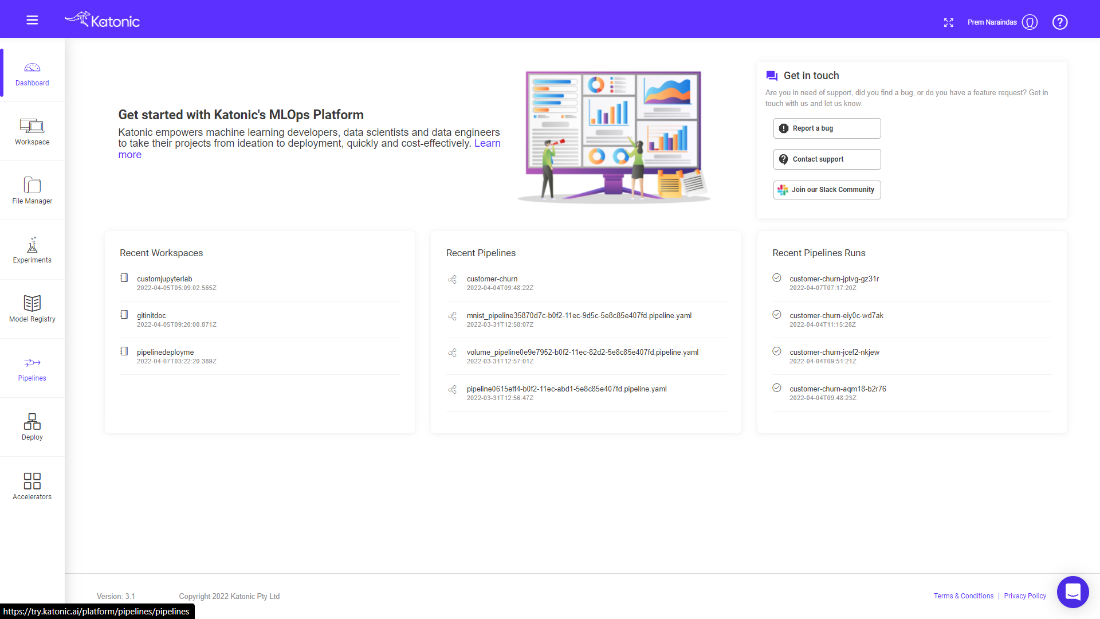 Katonic
Prem Naraindas
Dashboard
Workspace
File Manager
Experiments
Model Registry
Pipelines
Deploy
Accelerators
Get started with Katonic's MLOps Platform
Katonic empowers machine learning developers, data scientists and data engineers
to take their projects from ideation to deployment, quickly and cost-effectively. Learn
more
Get in touch
Are you in need of support, did you find a bug, or do you have a feature request? Get in
touch with us and let us know.
Report a bug
Contact support
Join our Slack Community
Recent Workspaces
customjupyterlab
2022-04-05T05:09:02:565Z
gitinitdoc
2022-04-05T09:20:00.071Z
pipelinedeployme
2022-04-07T03:22:20.389Z
Recent Pipelines
customer-churn
2022-04-04T09:48:22Z
mnist_pipeline35870d7c-b0f2-11ec-9d5c-5e8c85e407fd.pipeline.yaml
2022-03-31T12:58:07Z
volume_pipeline0e9e7952-b0f2-11ec-82d2-5e8c85e407fd.pipeline.yaml
2022-03-31T12:57:01Z
pipeline0615eff4-b0f2-11ec-abd1-5e8c85e407fd.pipeline.yaml
2022-03-31T12:56:47Z
Recent Pipelines Runs
customer-churn-jptvg-gz31r
2022-04-07T07:17:20Z
customer-churn-eiy0c-wd7ak
2022-04-04T11:15:28Z
customer-churn-jcef2-nkjew
2022-04-04T09:51:21Z
customer-churn-aqm18-b2r76
2022-04-04T09:48:23Z
Version: 3.1
Copyright 2022 Katonic Pty Ltd
Terms & Conditions | Privacy Policy
https://try.katonic.ai/platform/pipelines/pipelines